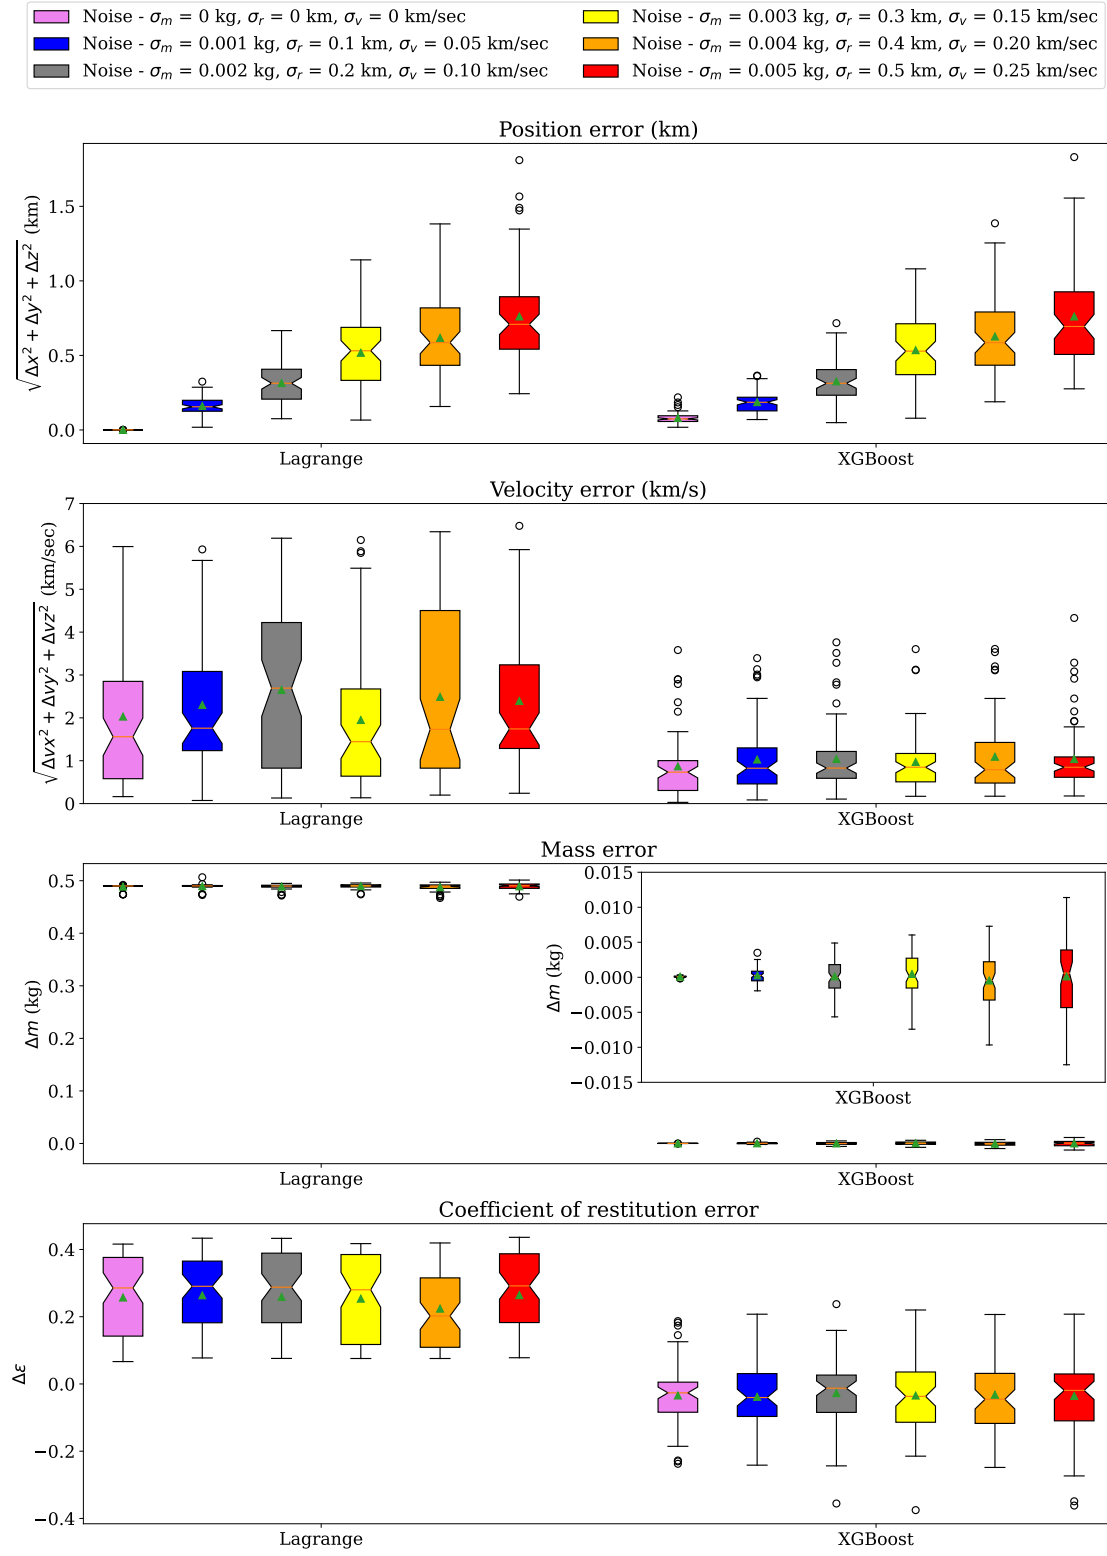 Noise - σm = 0 kg, σr = 0 km, σv = 0 km/sec
Noise - σm = 0.001 kg, σr = 0.1 km, σv = 0.05 km/sec
Noise - σm = 0.002 kg, σr = 0.2 km, σv = 0.10 km/sec
Noise - σm = 0.003 kg, σr = 0.3 km, σv = 0.15 km/sec
Noise - σm = 0.004 kg, σr = 0.4 km, σv = 0.20 km/sec
Noise - σm = 0.005 kg, σr = 0.5 km, σv = 0.25 km/sec
Position error (km)
√Δx² + Δy² + Δz² (km)
1.5
1.0
0.5
0.0
Lagrange
XGBoost
Velocity error (km/s)
√Δvx² + Δvy² + Δvz² (km/sec)
7
6
5
4
3
2
1
0
Lagrange
XGBoost
Mass error
Δm (kg)
0.5
0.4
0.3
0.2
0.1
0.0
Δm (kg)
0.015
0.010
0.005
0.000
−0.005
−0.010
−0.015
XGBoost
Lagrange
XGBoost
Coefficient of restitution error
Δε
0.4
0.2
0.0
−0.2
−0.4
Lagrange
XGBoost